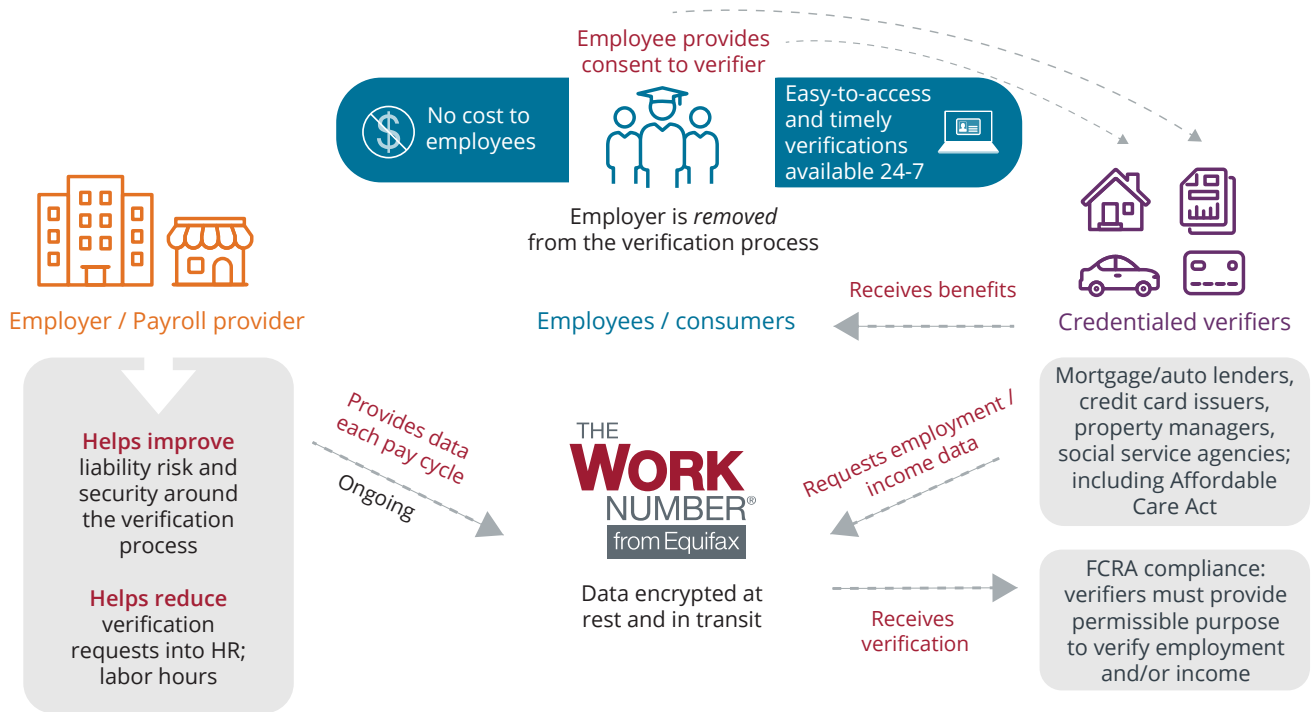 Employee provides
consent to verifier
No cost to
employees
Easy-to-access
and timely
verifications
available 24-7
Employer is removed
from the verification process
Employer / Payroll provider
Employees / consumers
Receives benefits
Credentialed verifiers
Helps improve
liability risk and
security around
the verification
process
Helps reduce
verification
requests into HR;
labor hours
Provides data
each pay cycle
Ongoing
THE
WORK
NUMBER®
from Equifax
Data encrypted at
rest and in transit
Requests employment /
income data
Receives
verification
Mortgage/auto lenders,
credit card issuers,
property managers,
social service agencies;
including Affordable
Care Act
FCRA compliance:
verifiers must provide
permissible purpose
to verify employment
and/or income